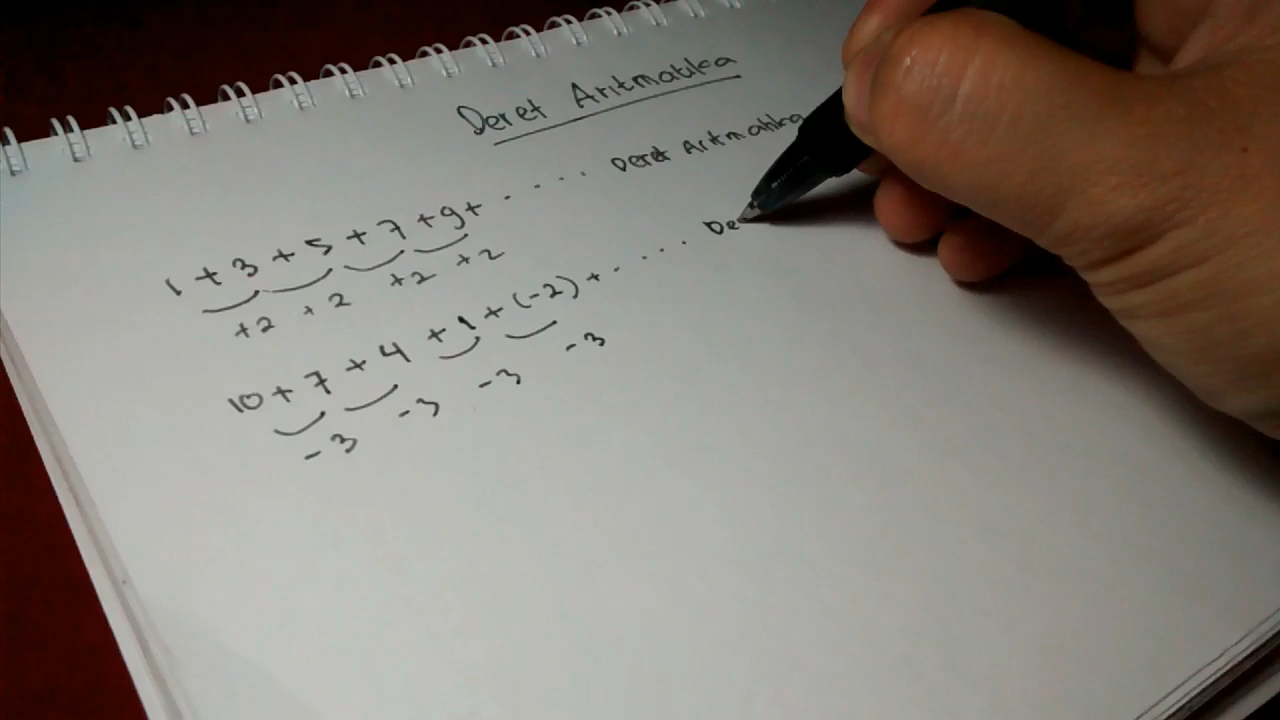 Deret Aritmatika
1 + 3 + 5 + 7 + 9 + ..... Deret Aritmatika
+2 +2 +2 +2
10 + 7 + 4 + 1 + (-2) + ..... De
-3 -3 -3 -3